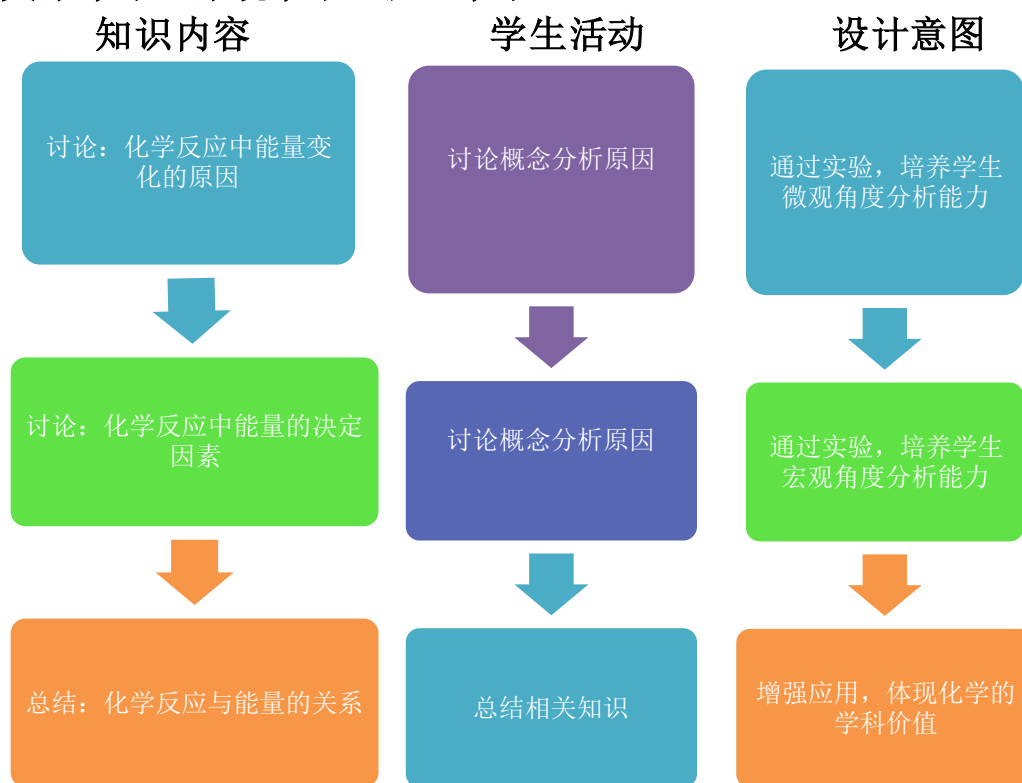 知识内容
学生活动
设计意图
讨论：化学反应中能量变
化的原因
讨论概念分析原因
通过实验，培养学生
微观角度分析能力
讨论：化学反应中能量的决定
因素
讨论概念分析原因
通过实验，培养学生
宏观角度分析能力
总结：化学反应与能量的关系
总结相关知识
增强应用，体现化学的
学科价值